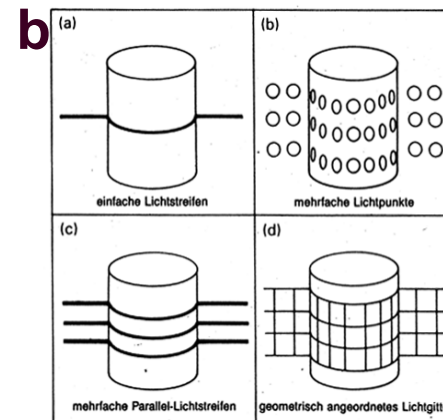 b
(a)
einfache Lichtstreifen
(b)
mehrfache Lichtpunkte
(c)
mehrfache Parallel-Lichtstreifen
(d)
geometrisch angeordnetes Lichtgitt